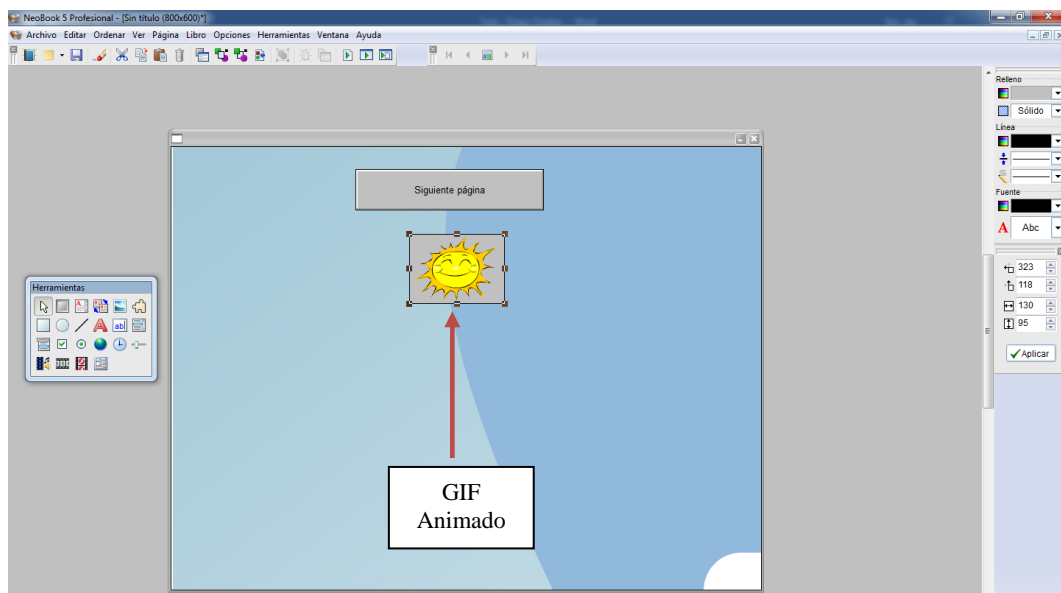 NeoBook 5 Profesional - [Sin título (800x600)*]
Archivo Editar Ordenar Ver Página Libro Opciones Herramientas Ventana Ayuda
Relleno
Sólido
Línea
Fuente
A Abc
323
118
130
95
Aplicar
Siguiente página
Herramientas
A
ab
GIF
Animado